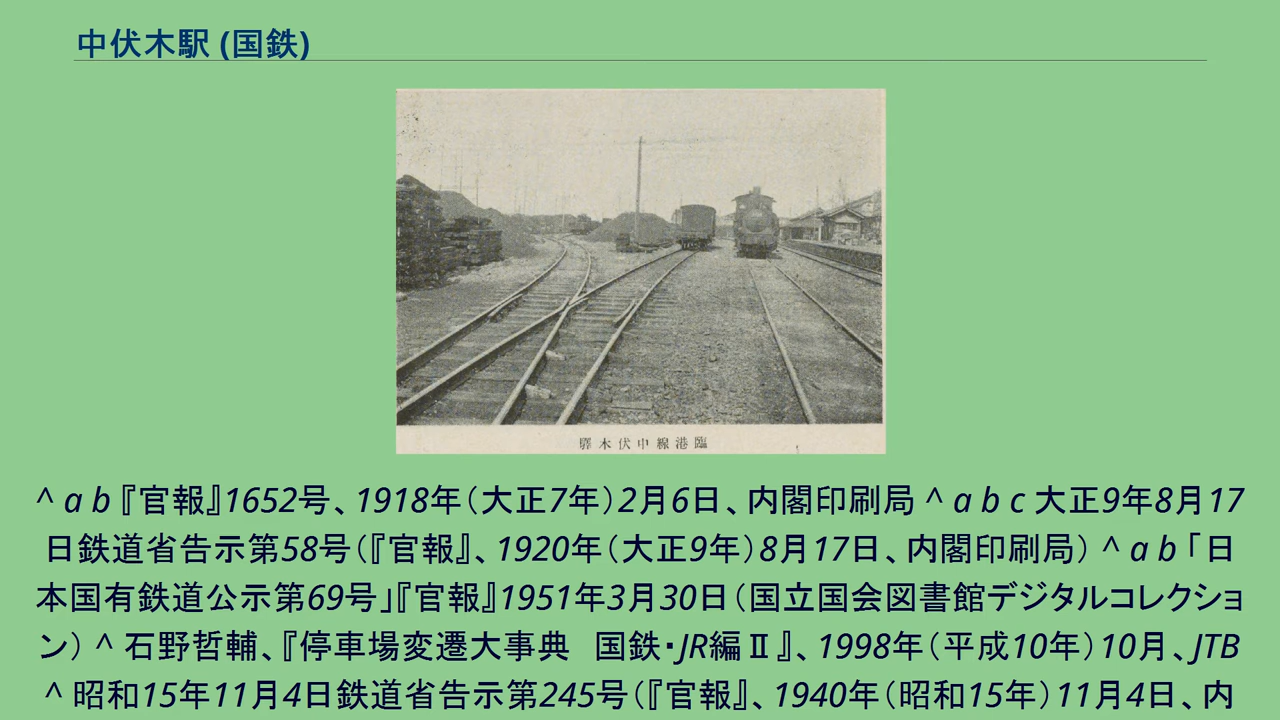 中伏木駅 (国鉄)
驛木伏中線港臨
^ a b 『官報』1652号、1918年（大正7年）2月6日、内閣印刷局 ^ a b c 大正9年8月17
日鉄道省告示第58号（『官報』、1920年（大正9年）8月17日、内閣印刷局） ^ a b 「日
本国有鉄道公示第69号」『官報』1951年3月30日（国立国会図書館デジタルコレクショ
ン） ^ 石野哲輔、『停車場変遷大事典　国鉄・JR編Ⅱ』、1998年（平成10年）10月、JTB
^ 昭和15年11月4日鉄道省告示第245号（『官報』、1940年（昭和15年）11月4日、内